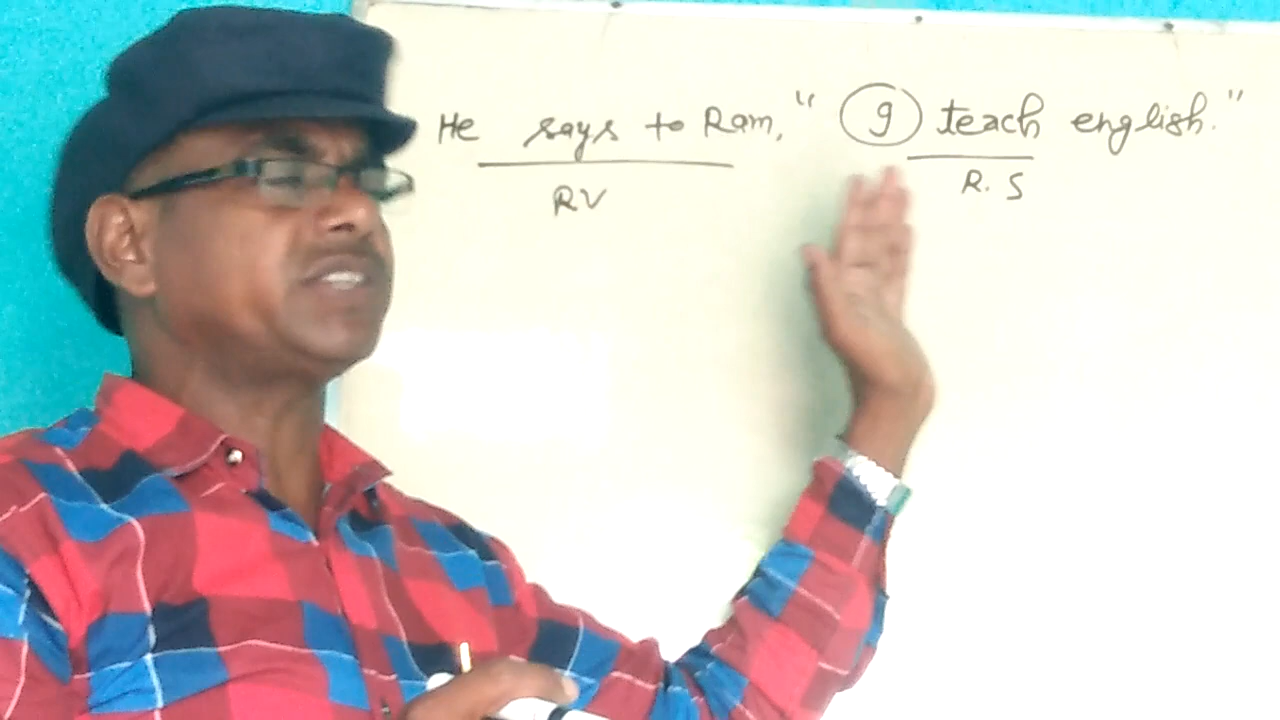 He says to Ram, " I teach english."
RV R.S